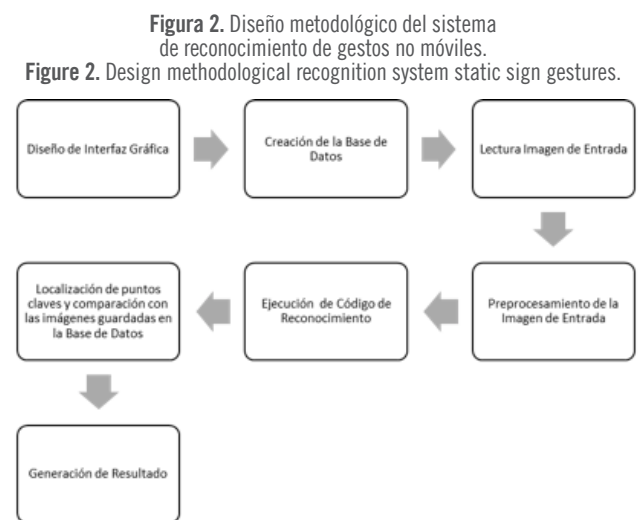 Figura 2. Diseño metodológico del sistema
de reconocimiento de gestos no móviles.
Figure 2. Design methodological recognition system static sign gestures.
Diseño de Interfaz Gráfica
Creación de la Base de
Datos
Lectura Imagen de Entrada
Preprocesamiento de la
Imagen de Entrada
Ejecución de Código de
Reconocimiento
Localización de puntos
claves y comparación con
las imágenes guardadas en
la Base de Datos
Generación de Resultado